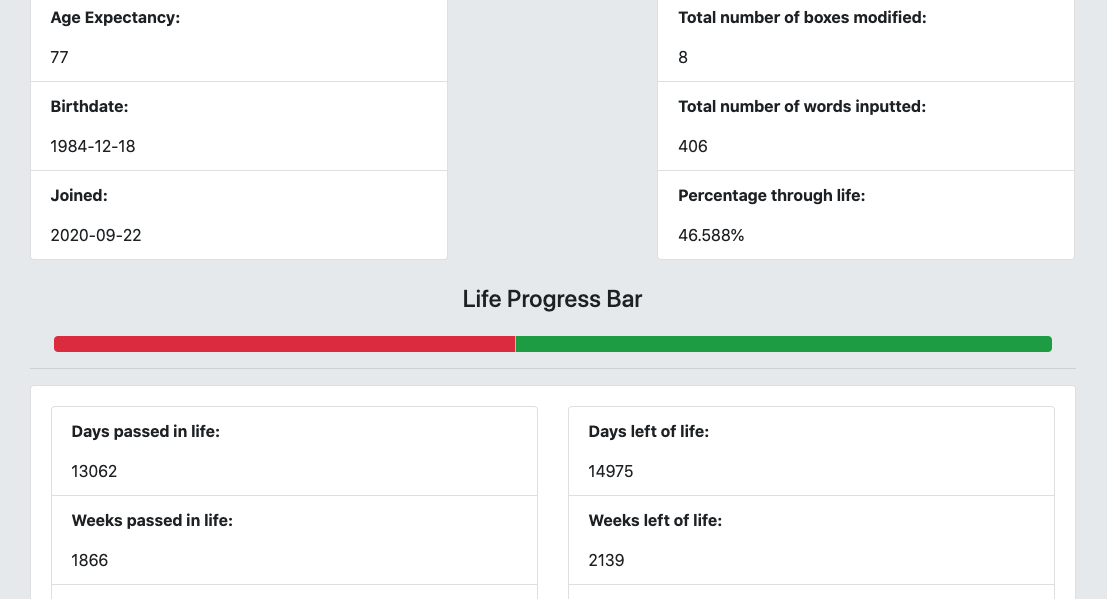 Age Expectancy:
77
Birthdate:
1984-12-18
Joined:
2020-09-22
Total number of boxes modified:
8
Total number of words inputted:
406
Percentage through life:
46.588%
Life Progress Bar
Days passed in life:
13062
Weeks passed in life:
1866
Days left of life:
14975
Weeks left of life:
2139